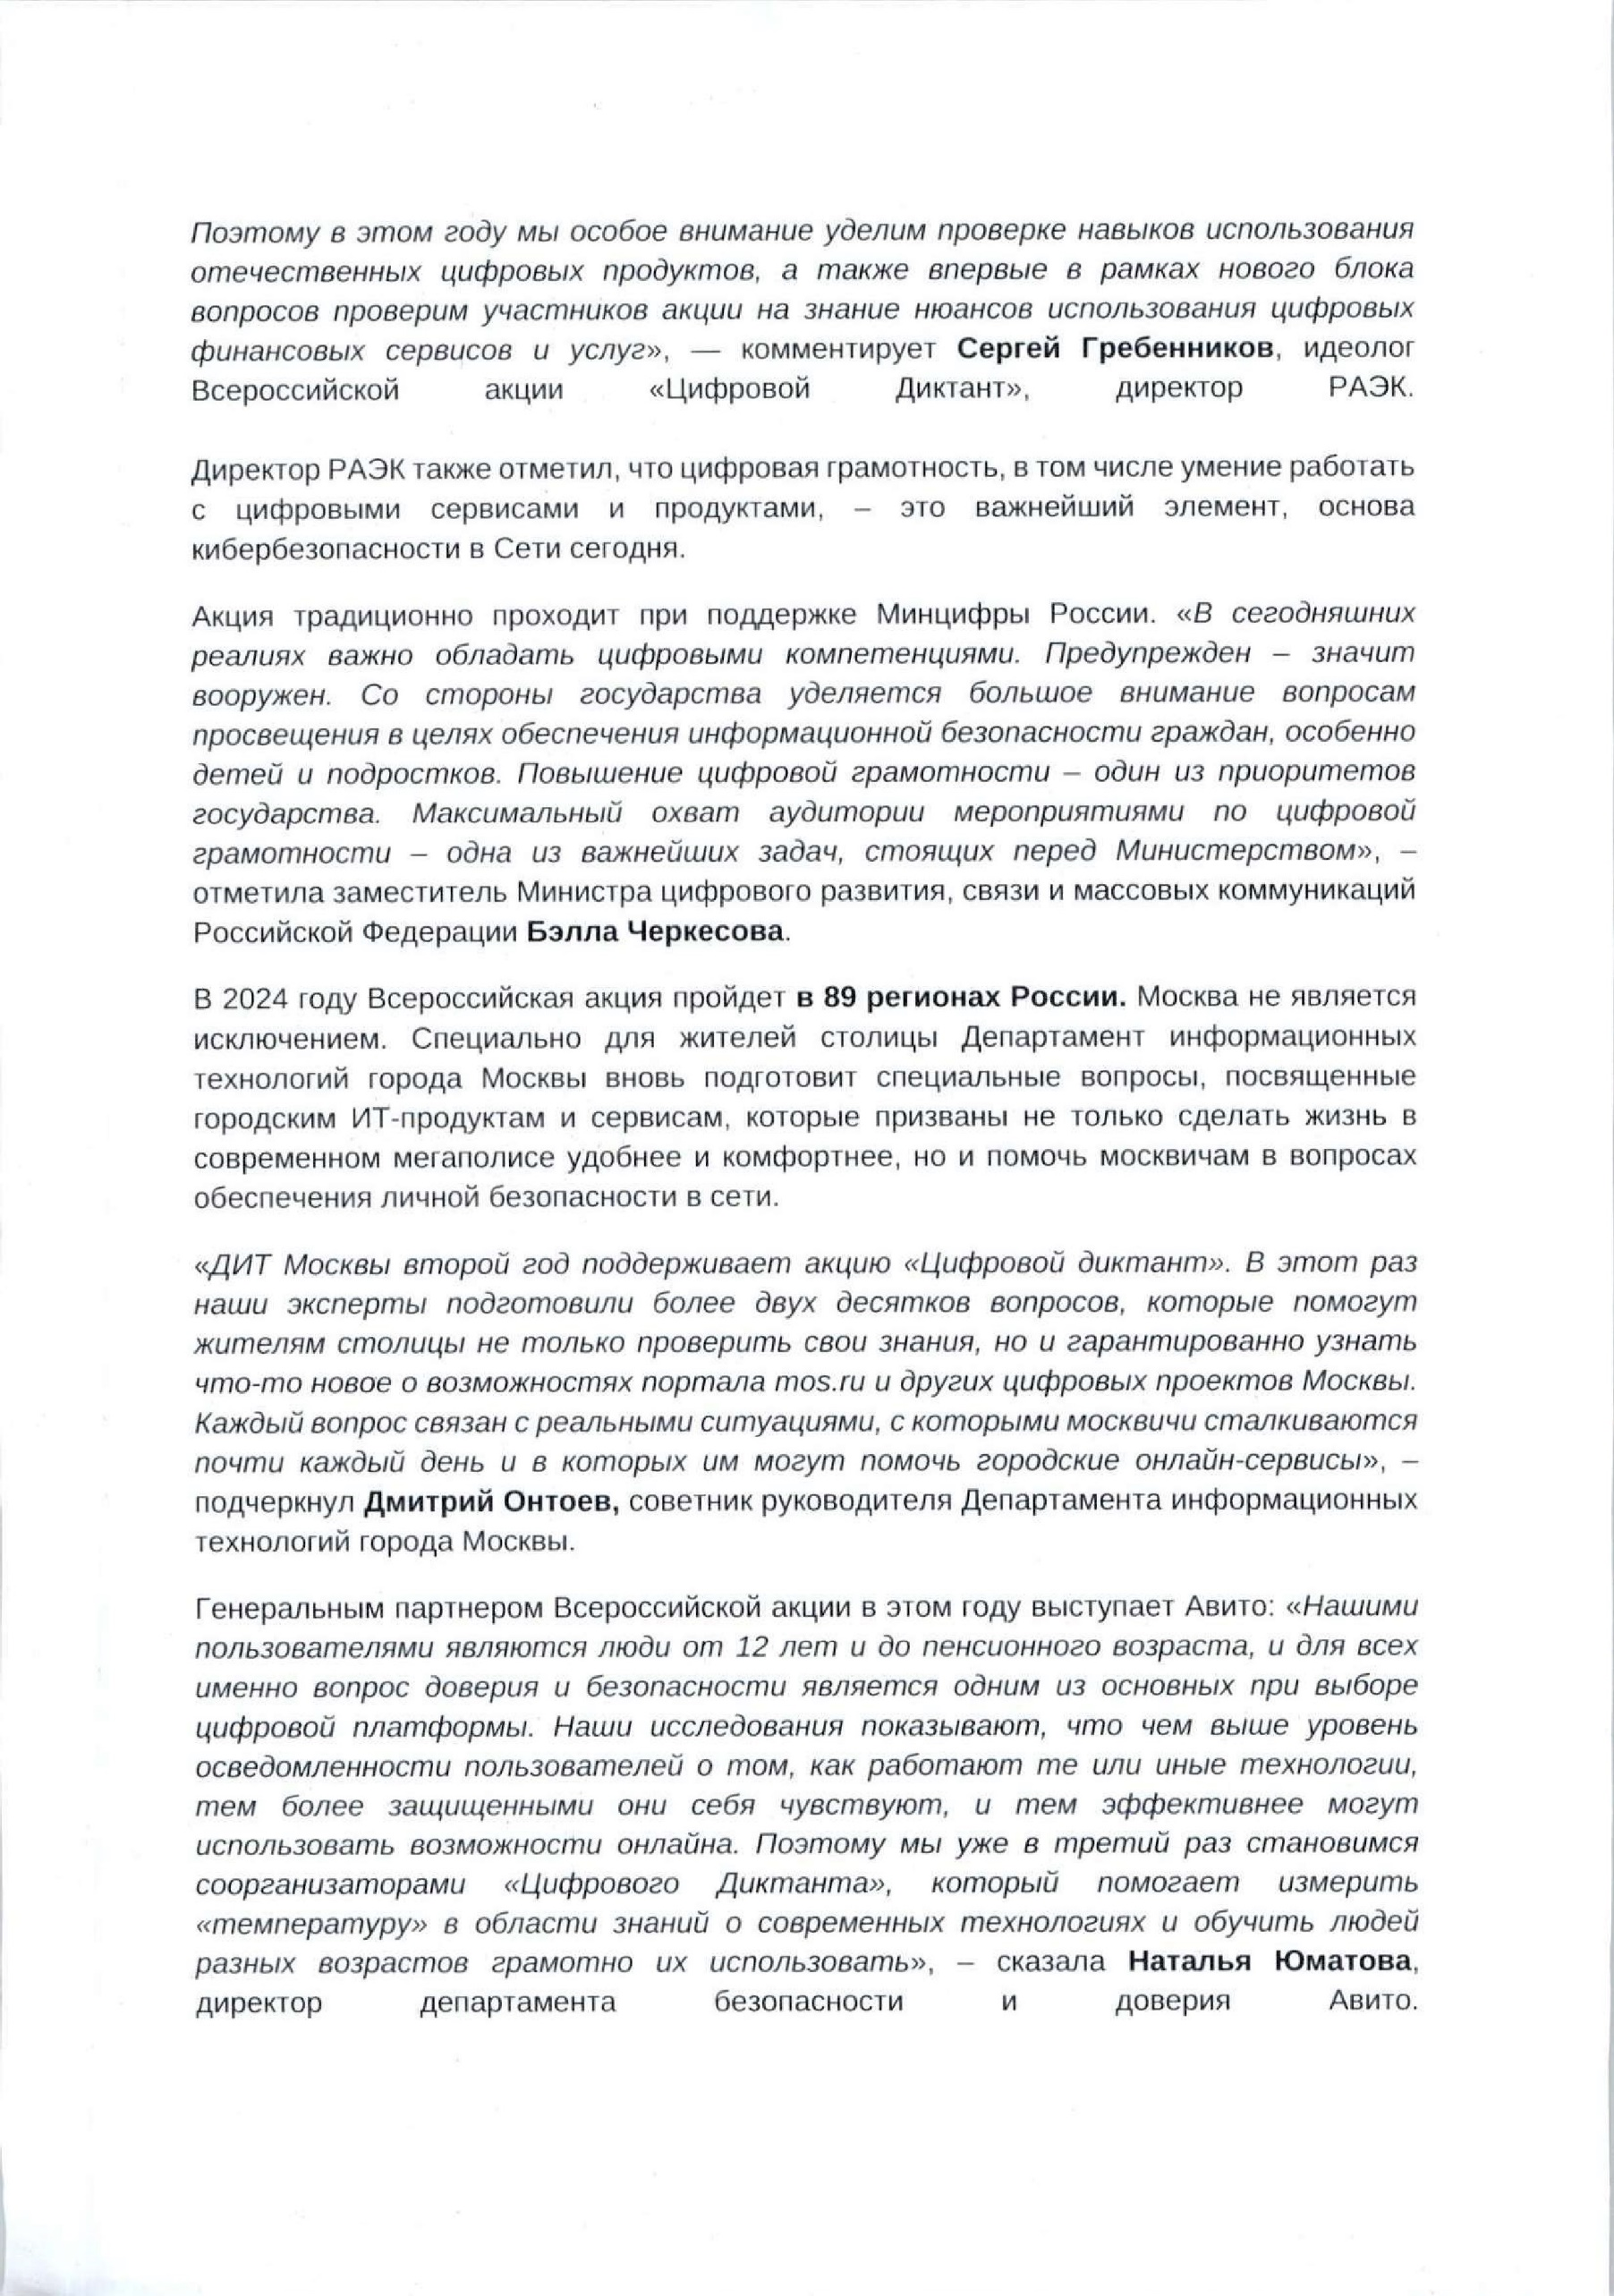 Поэтому в этом году мы особое внимание уделим проверке навыков использования
отечественных цифровых продуктов, а также впервые в рамках нового блока
вопросов проверим участников акции на знание нюансов использования цифровых
финансовых сервисов и услуг», — комментирует Сергей Гребенников, идеолог
Всероссийской акции «Цифровой Диктант», директор РАЭК.
Директор РАЭК также отметил, что цифровая грамотность, в том числе умение работать
с цифровыми сервисами и продуктами, – это важнейший элемент, основа
кибербезопасности в Сети сегодня.
Акция традиционно проходит при поддержке Минцифры России. «В сегодняшних
реалиях важно обладать цифровыми компетенциями. Предупрежден – значит
вооружен. Со стороны государства уделяется большое внимание вопросам
просвещения в целях обеспечения информационной безопасности граждан, особенно
детей и подростков. Повышение цифровой грамотности – один из приоритетов
государства. Максимальный охват аудитории мероприятиями по цифровой
грамотности – одна из важнейших задач, стоящих перед Министерством», –
отметила заместитель Министра цифрового развития, связи и массовых коммуникаций
Российской Федерации Бэлла Черкесова.
В 2024 году Всероссийская акция пройдет в 89 регионах России. Москва не является
исключением. Специально для жителей столицы Департамент информационных
технологий города Москвы вновь подготовит специальные вопросы, посвященные
городским ИТ-продуктам и сервисам, которые призваны не только сделать жизнь в
современном мегаполисе удобнее и комфортнее, но и помочь москвичам в вопросах
обеспечения личной безопасности в сети.
«ДИТ Москвы второй год поддерживает акцию «Цифровой диктант». В этот раз
наши эксперты подготовили более двух десятков вопросов, которые помогут
жителям столицы не только проверить свои знания, но и гарантированно узнать
что-то новое о возможностях портала mos.ru и других цифровых проектов Москвы.
Каждый вопрос связан с реальными ситуациями, с которыми москвичи сталкиваются
почти каждый день и в которых им могут помочь городские онлайн-сервисы», –
подчеркнул Дмитрий Онтоев, советник руководителя Департамента информационных
технологий города Москвы.
Генеральным партнером Всероссийской акции в этом году выступает Авито: «Нашими
пользователями являются люди от 12 лет и до пенсионного возраста, и для всех
именно вопрос доверия и безопасности является одним из основных при выборе
цифровой платформы. Наши исследования показывают, что чем выше уровень
осведомленности пользователей о том, как работают те или иные технологии,
тем более защищенными они себя чувствуют, и тем эффективнее могут
использовать возможности онлайна. Поэтому мы уже в третий раз становимся
соорганизаторами «Цифрового Диктанта», который помогает измерить
«температуру» в области знаний о современных технологиях и обучить людей
разных возрастов грамотно их использовать», – сказала Наталья Юматова,
директор департамента безопасности и доверия Авито.